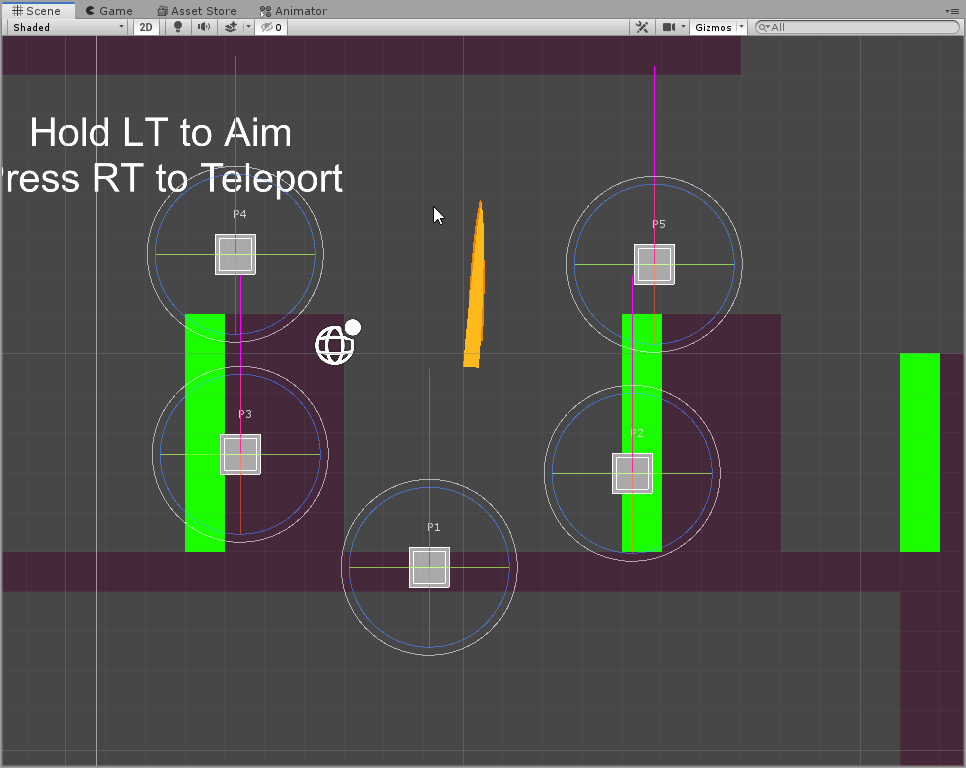 Scene Game Asset Store Animator
Shaded 2D 0 Gizmos All
Hold LT to Aim
ress RT to Teleport
P4
P5
P3
P2
P1